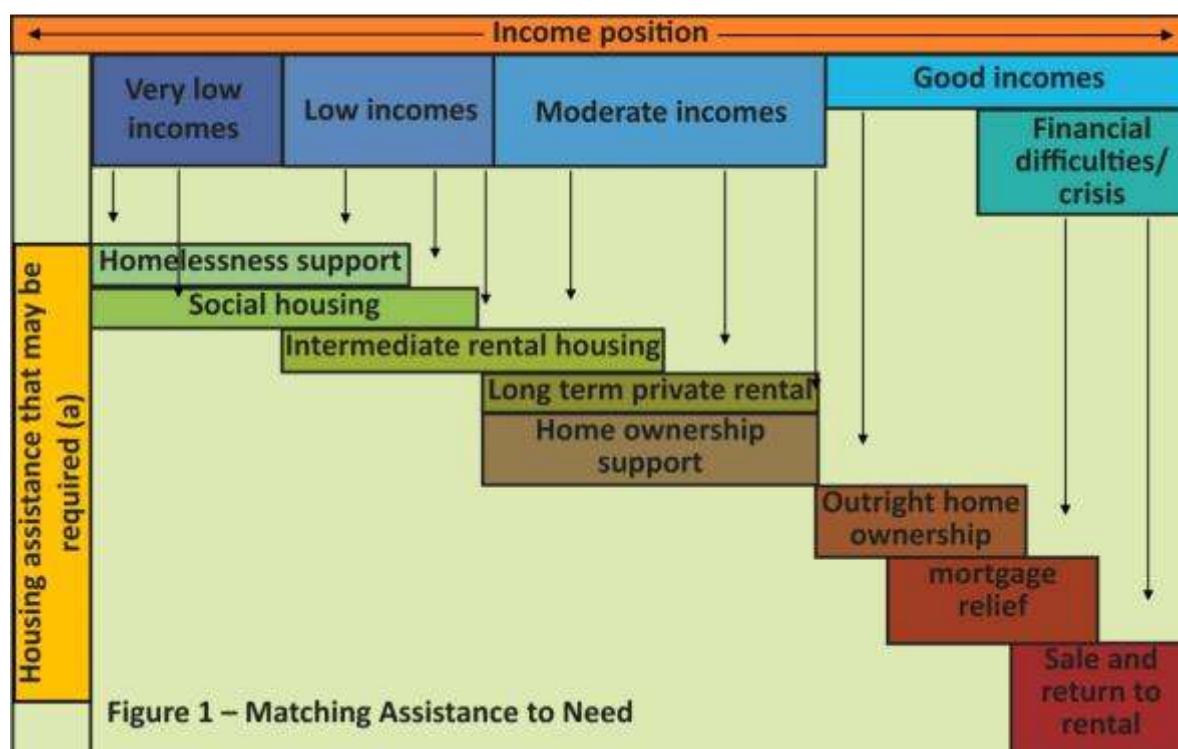 Income position
Very low
incomes
Low incomes
Moderate incomes
Good incomes
Financial
difficulties/
crisis
Housing assistance that may be
required (a)
Homelessness support
Social housing
Intermediate rental housing
Long term private rental
Home ownership
support
Outright home
ownership
mortgage
relief
Sale and
return to
rental
Figure 1 – Matching Assistance to Need